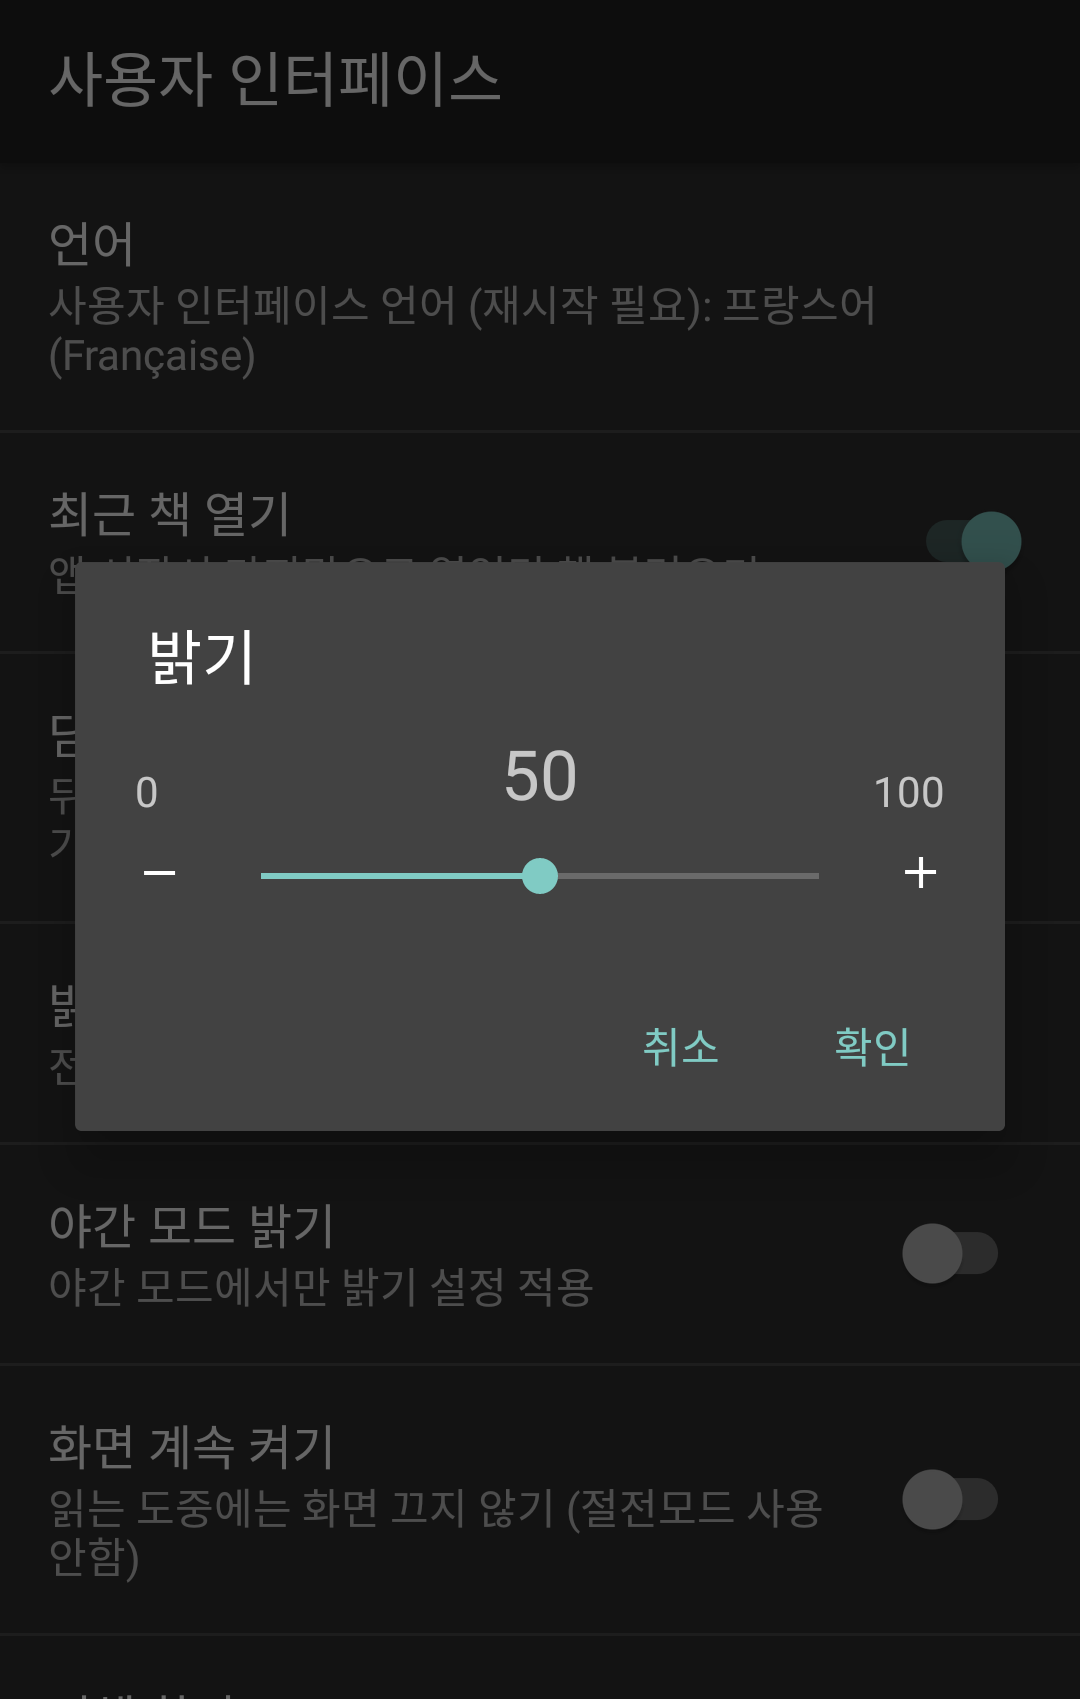 사용자 인터페이스
언어
사용자 인터페이스 언어 (재시작 필요): 프랑스어
(Française)
최근 책 열기
밝기
50
0
100
취소
확인
야간 모드 밝기
야간 모드에서만 밝기 설정 적용
화면 계속 켜기
읽는 도중에는 화면 끄지 않기 (절전모드 사용
안함)